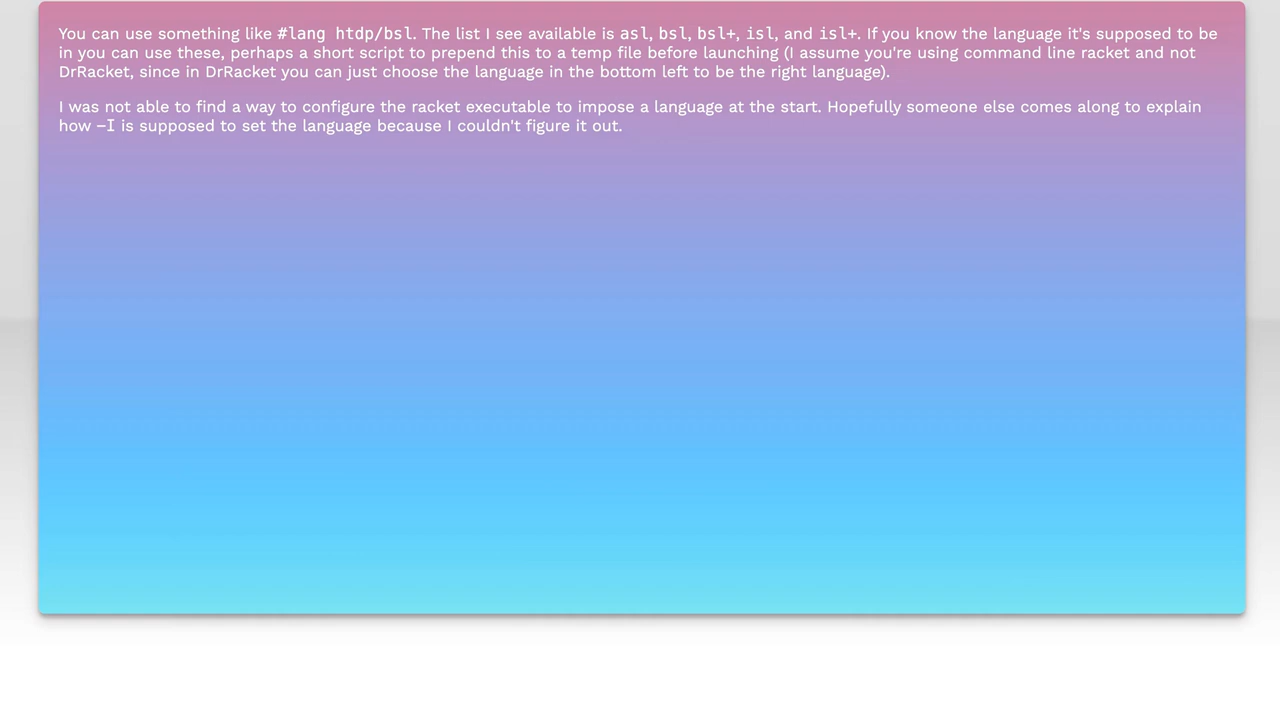 You can use something like #lang htdp/bsl. The list I see available is asl, bsl, bsl+, isl, and isl+. If you know the language it's supposed to be
in you can use these, perhaps a short script to prepend this to a temp file before launching (I assume you're using command line racket and not
DrRacket, since in DrRacket you can just choose the language in the bottom left to be the right language).
I was not able to find a way to configure the racket executable to impose a language at the start. Hopefully someone else comes along to explain
how -I is supposed to set the language because I couldn't figure it out.